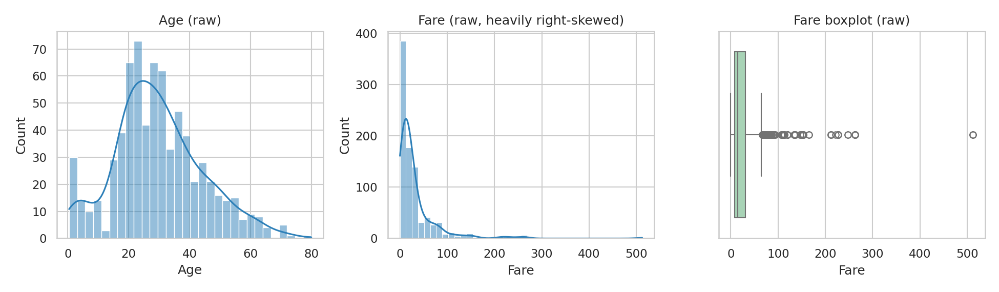 Age (raw)
70
60
50
40
30
20
10
0
Count
0 20 40 60 80
Age
Fare (raw, heavily right-skewed)
400
300
200
100
0
Count
0 100 200 300 400 500
Fare
Fare boxplot (raw)
0 100 200 300 400 500
Fare